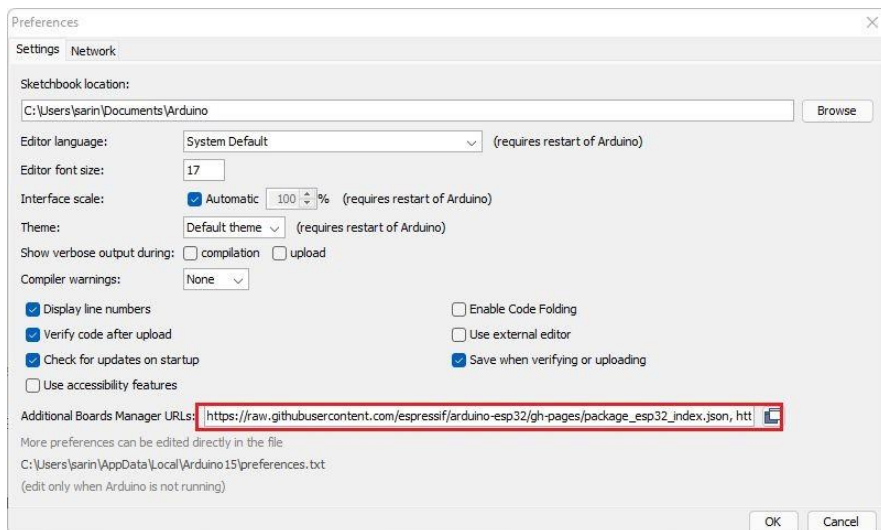 Preferences
Settings Network
Sketchbook location:
C:\Users\sarin\Documents\Arduino Browse
Editor language: System Default (requires restart of Arduino)
Editor font size: 17
Interface scale: Automatic 100 % (requires restart of Arduino)
Theme: Default theme (requires restart of Arduino)
Show verbose output during: compilation upload
Compiler warnings: None
Display line numbers Enable Code Folding
Verify code after upload Use external editor
Check for updates on startup Save when verifying or uploading
Use accessibility features
Additional Boards Manager URLs: https://raw.githubusercontent.com/espressif/arduino-esp32/gh-pages/package_esp32_index.json, htt
More preferences can be edited directly in the file
C:\Users\sarin\AppData\Local\Arduino15\preferences.txt
(edit only when Arduino is not running)
OK Cancel